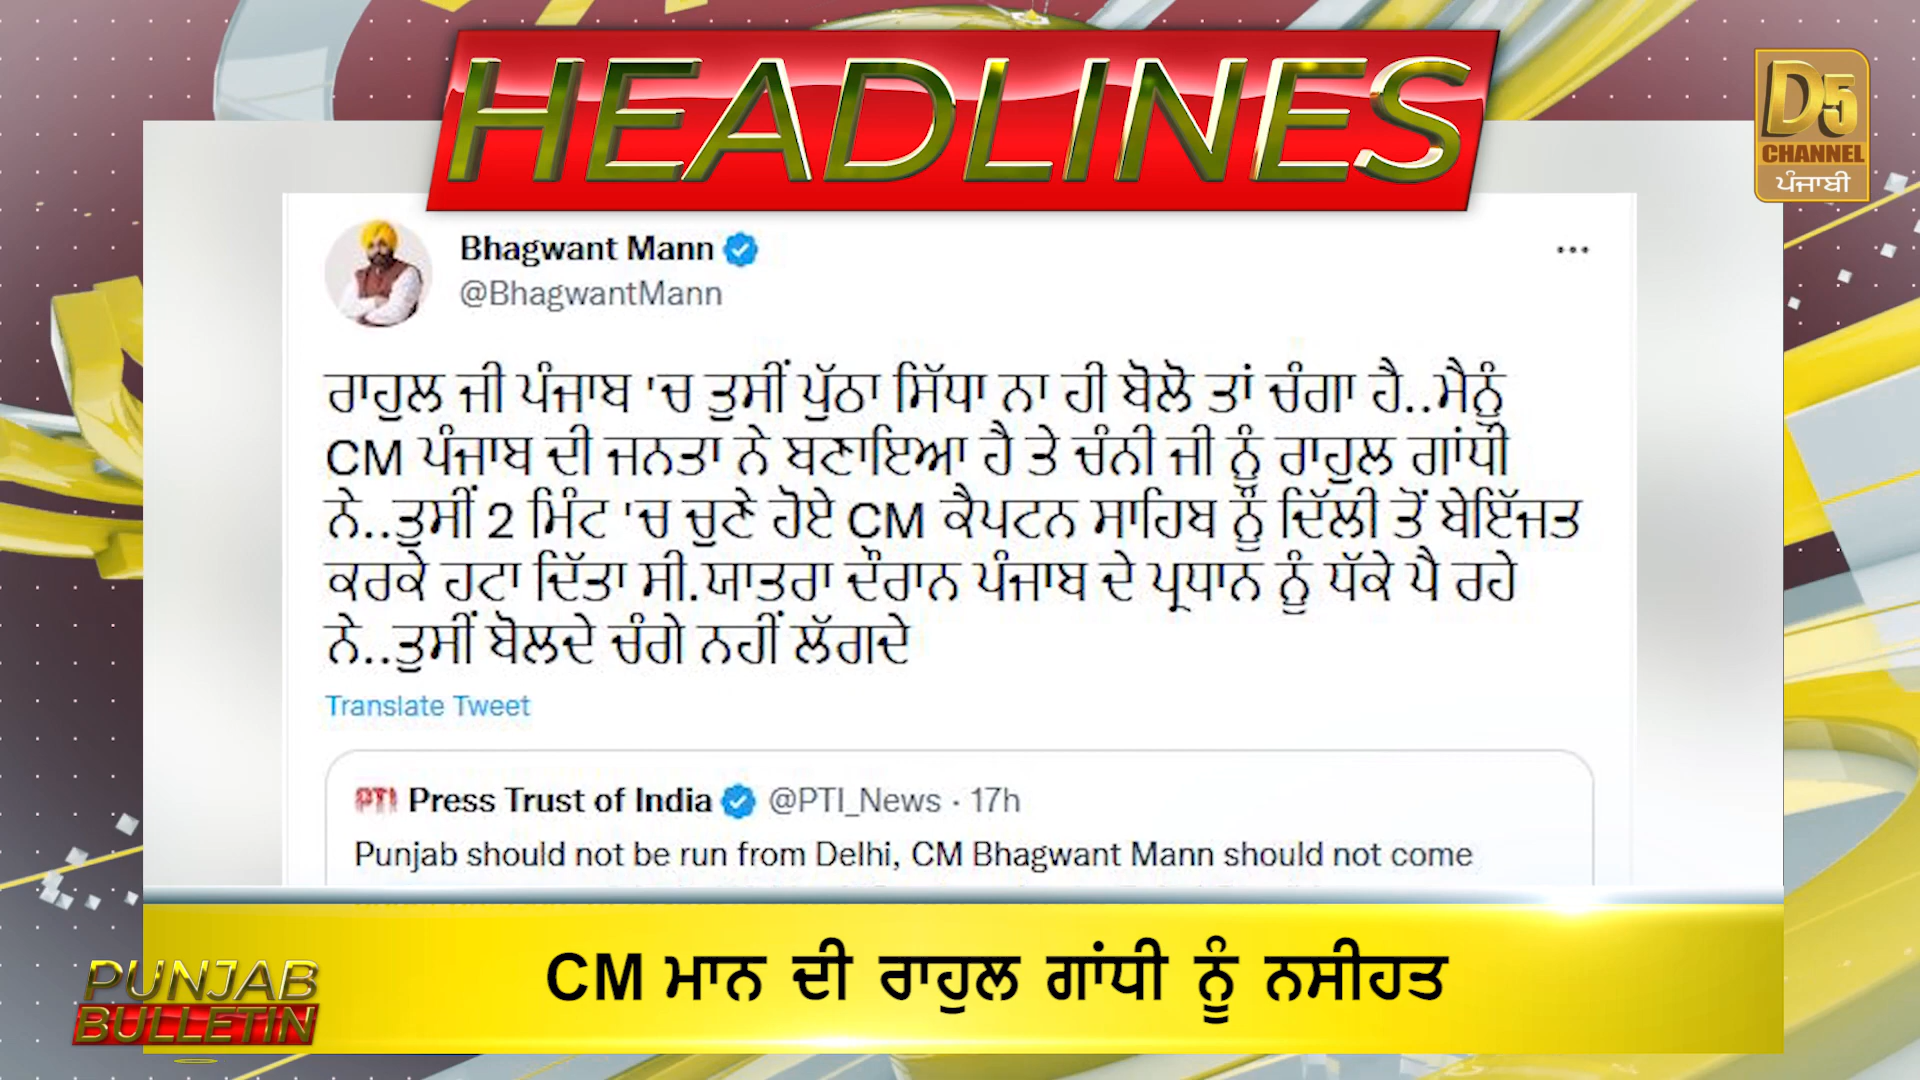 HEADLINES
D5
CHANNEL
ਪੰਜਾਬੀ
Bhagwant Mann
@BhagwantMann
ਰਾਹੁਲ ਜੀ ਪੰਜਾਬ 'ਚ ਤੁਸੀਂ ਪੁੱਠਾ ਸਿੱਧਾ ਨਾ ਹੀ ਬੋਲੋ ਤਾਂ ਚੰਗਾ ਹੈ..ਮੈਨੂੰ
CM ਪੰਜਾਬ ਦੀ ਜਨਤਾ ਨੇ ਬਣਾਇਆ ਹੈ ਤੇ ਚੰਨੀ ਜੀ ਨੂੰ ਰਾਹੁਲ ਗਾਂਧੀ
ਨੇ..ਤੁਸੀਂ 2 ਮਿੰਟ 'ਚ ਚੁਣੇ ਹੋਏ CM ਕੈਪਟਨ ਸਾਹਿਬ ਨੂੰ ਦਿੱਲੀ ਤੋਂ ਬੇਇੱਜਤ
ਕਰਕੇ ਹਟਾ ਦਿੱਤਾ ਸੀ.ਯਾਤਰਾ ਦੌਰਾਨ ਪੰਜਾਬ ਦੇ ਪ੍ਰਧਾਨ ਨੂੰ ਧੱਕੇ ਪੈ ਰਹੇ
ਨੇ..ਤੁਸੀਂ ਬੋਲਦੇ ਚੰਗੇ ਨਹੀਂ ਲੱਗਦੇ
Translate Tweet
PTI Press Trust of India @PTI_News · 17h
Punjab should not be run from Delhi, CM Bhagwant Mann should not come
CM ਮਾਨ ਦੀ ਰਾਹੁਲ ਗਾਂਧੀ ਨੂੰ ਨਸੀਹਤ
PUNJAB
BULLETIN